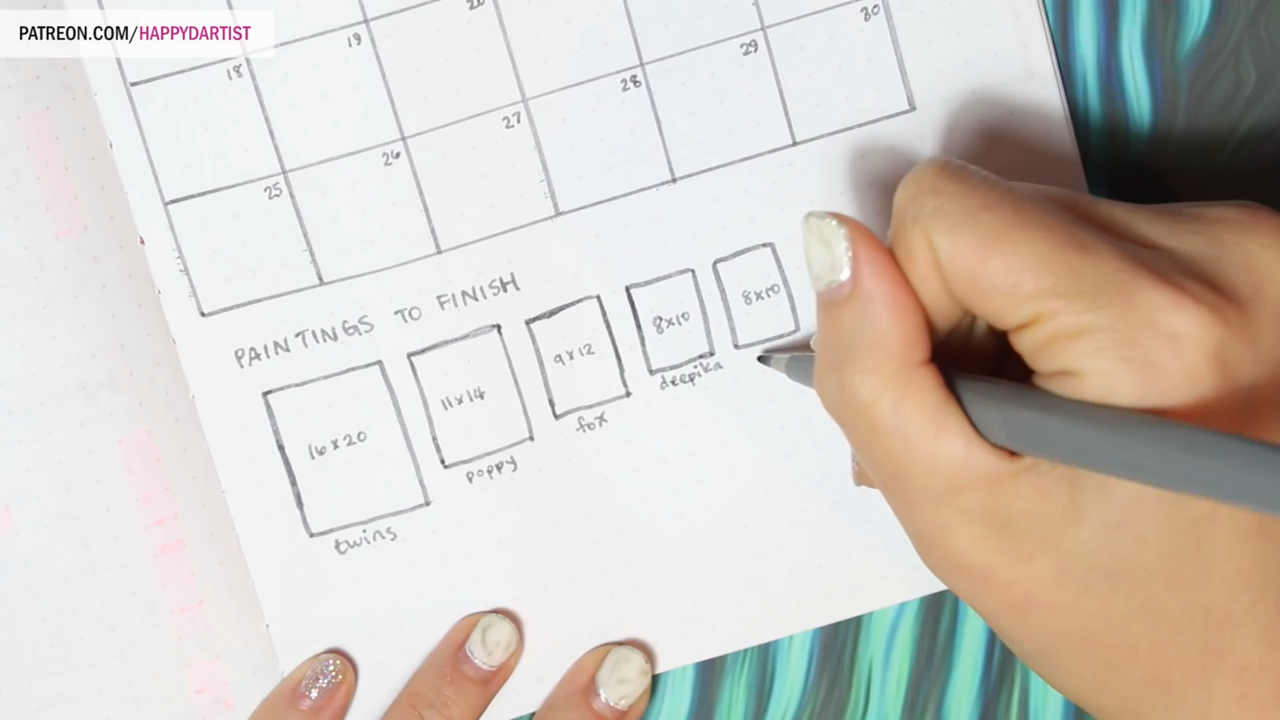 PATREON.COM/HAPPYDARTIST
18 19 20
25 26 27 28 29 30
PAINTINGS TO FINISH
16x20 11x14 9x12 8x10 8x10
twins poppy fox deepika